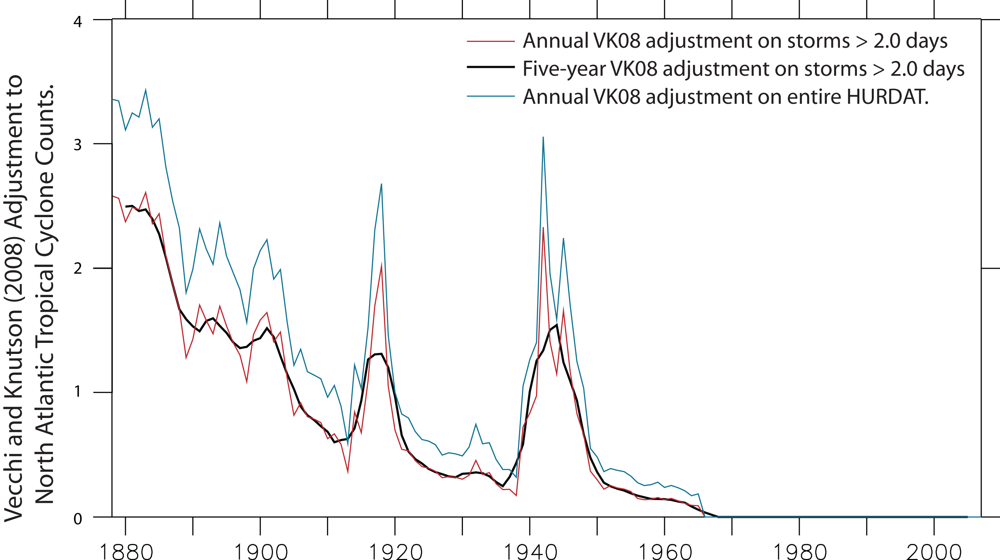 Vecchi and Knutson (2008) Adjustment to
North Atlantic Tropical Cyclone Counts.
4
3
2
1
0
Annual VK08 adjustment on storms > 2.0 days
Five-year VK08 adjustment on storms > 2.0 days
Annual VK08 adjustment on entire HURDAT.
1880 1900 1920 1940 1960 1980 2000